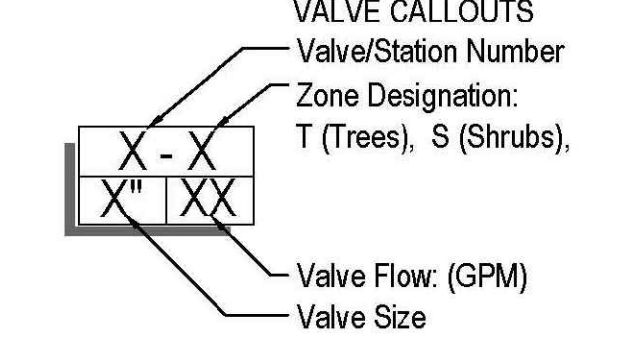 VALVE CALLOUTS
Valve/Station Number
Zone Designation:
T (Trees), S (Shrubs),
X - X
X" XX
Valve Flow: (GPM)
Valve Size